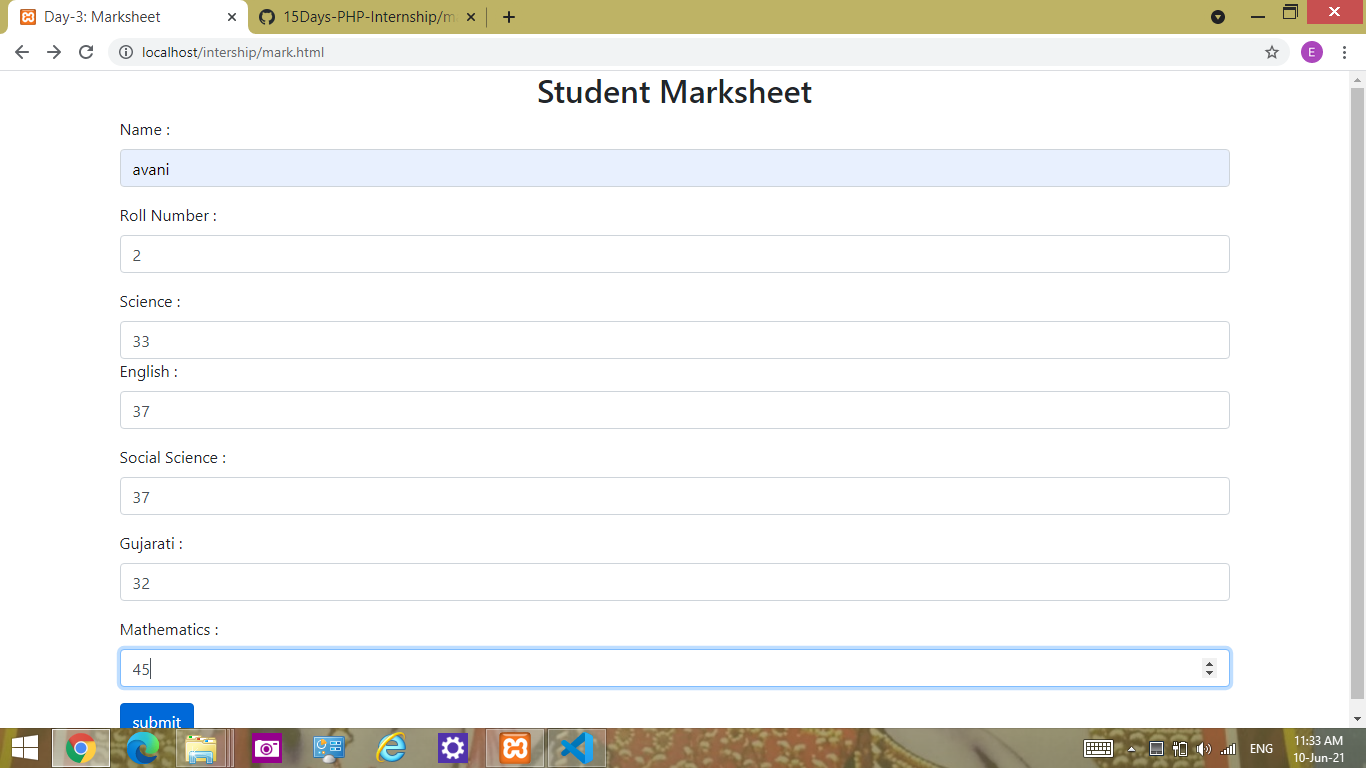 Day-3: Marksheet
15Days-PHP-Internship/m
localhost/intership/mark.html
E
Student Marksheet
Name :
avani
Roll Number :
2
Science :
33
English :
37
Social Science :
37
Gujarati :
32
Mathematics :
45
submit
ENG
11:33 AM
10-Jun-21